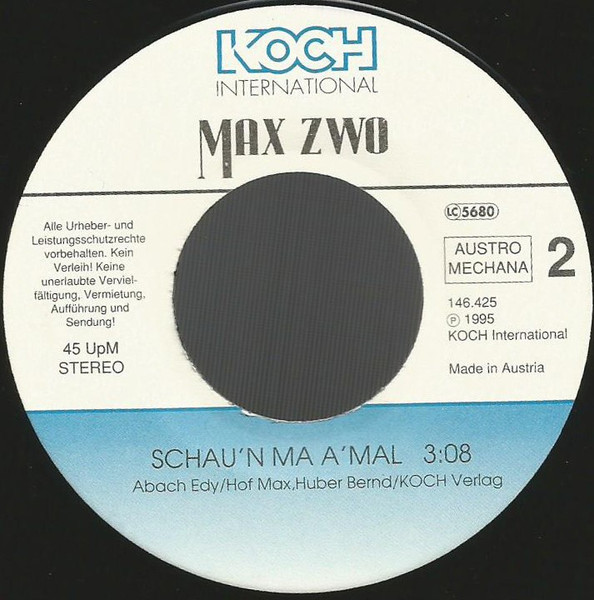 KOCH
INTERNATIONAL
MAX ZWO
Alle Urheber- und
Leistungsschutzrechte
vorbehalten. Kein
Verleih! Keine
unerlaubte Verviel-
fältigung, Vermietung,
Aufführung und
Sendung!
45 UpM
STEREO
LC 5680
AUSTRO
MECHANA
2
146.425
℗ 1995
KOCH International
Made in Austria
SCHAU'N MA A'MAL 3:08
Abach Edy/Hof Max,Huber Bernd/KOCH Verlag